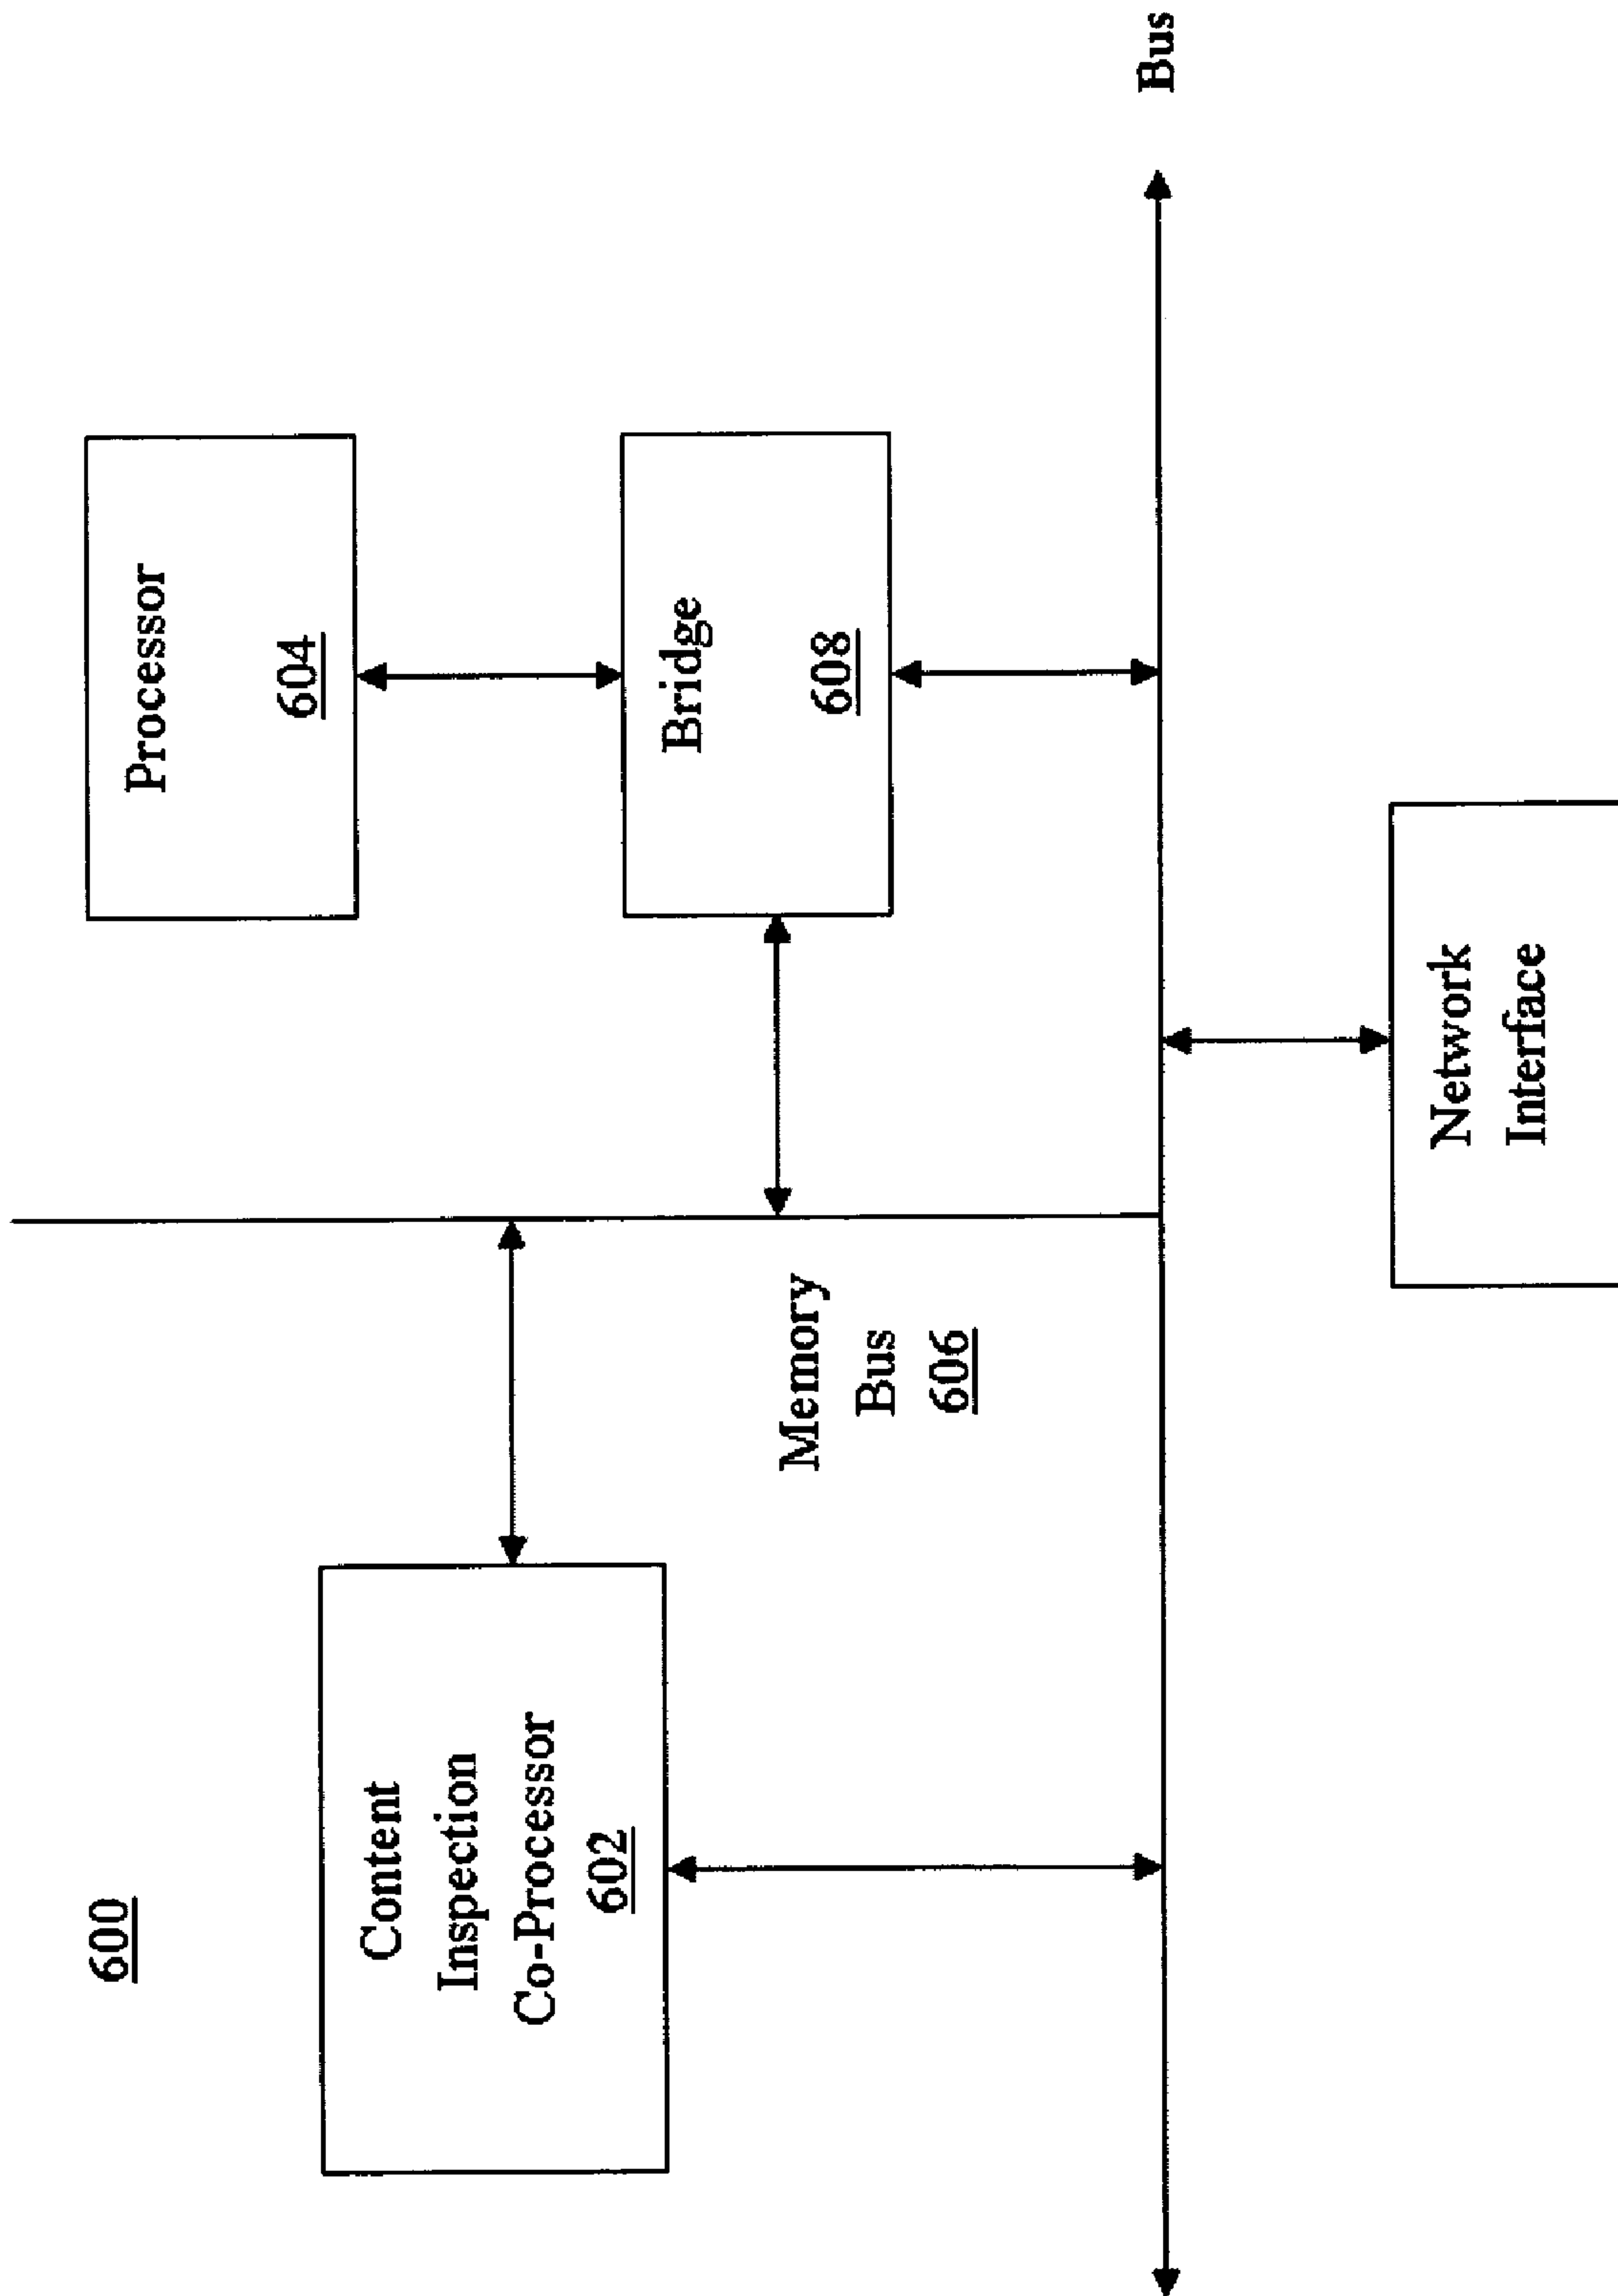 600
Content
Inspection
Co-Processor
602
Memory
Bus
606
Processor
604
Bridge
608
Bus
Network
Interface